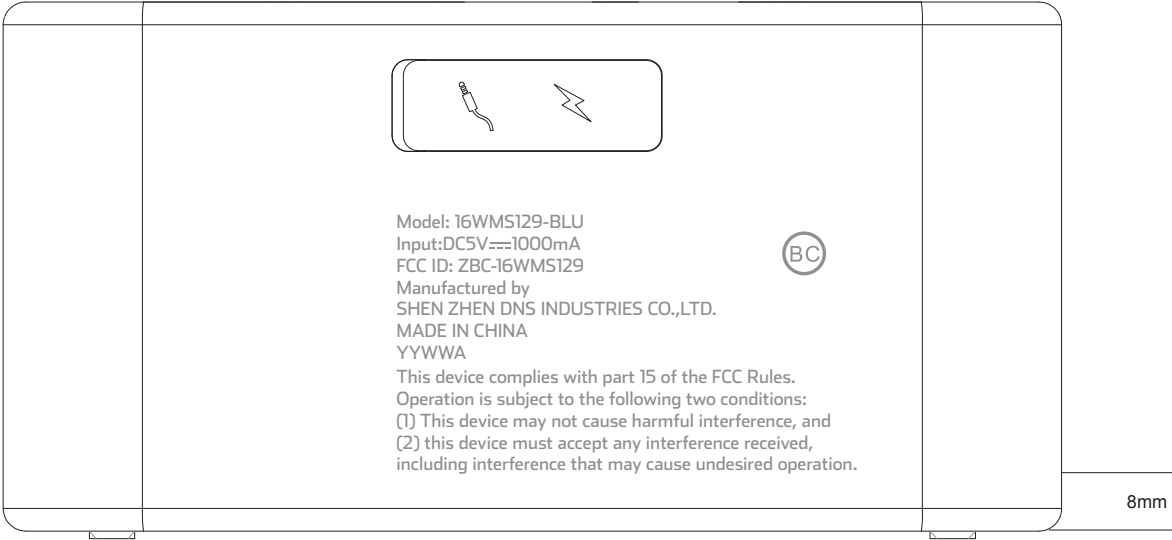 Model: 16WMS129-BLU
Input:DC5V⎓1000mA
FCC ID: ZBC-16WMS129
BC
Manufactured by
SHEN ZHEN DNS INDUSTRIES CO.,LTD.
MADE IN CHINA
YYWWA
This device complies with part 15 of the FCC Rules.
Operation is subject to the following two conditions:
(1) This device may not cause harmful interference, and
(2) this device must accept any interference received,
including interference that may cause undesired operation.
8mm